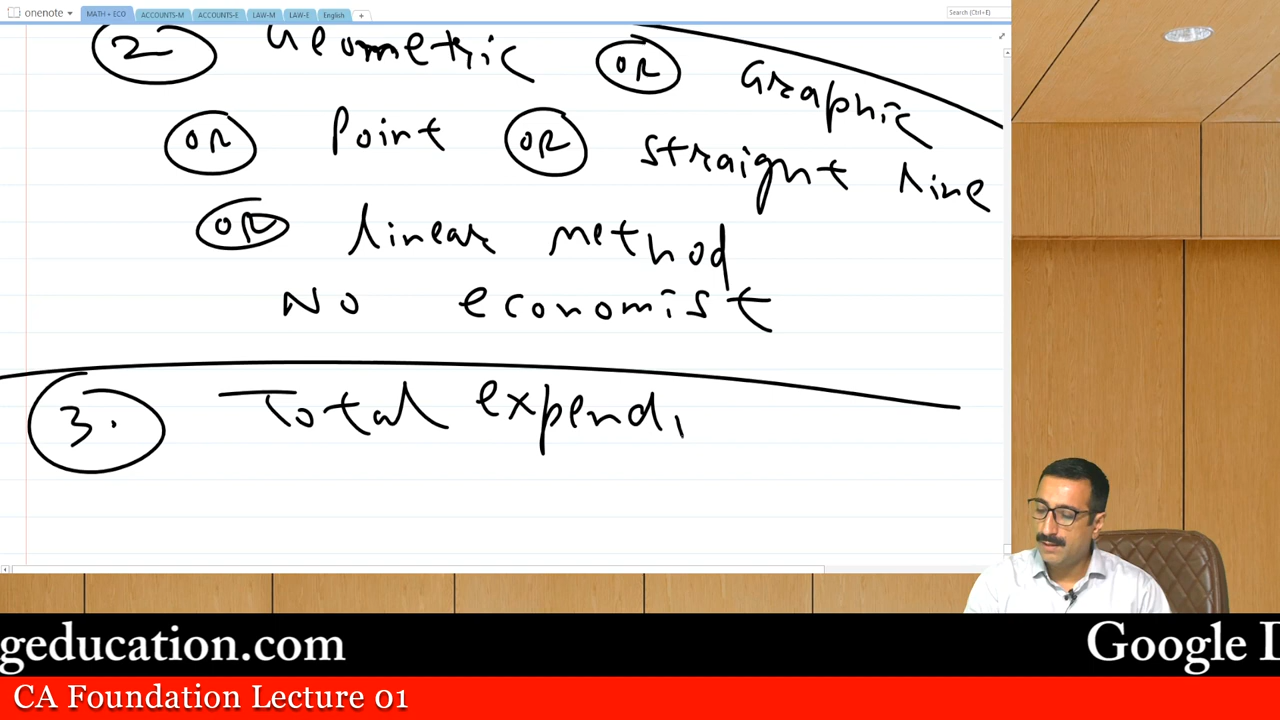 onenote MATH + ECO ACCOUNTS-M ACCOUNTS-E LAW-M LAW-E English + Search (Ctrl+E)
2 Geometric OR Graphic
OR Point OR straight line
OR linear method
No economist
3. Total expendi
geducation.com Google D
CA Foundation Lecture 01